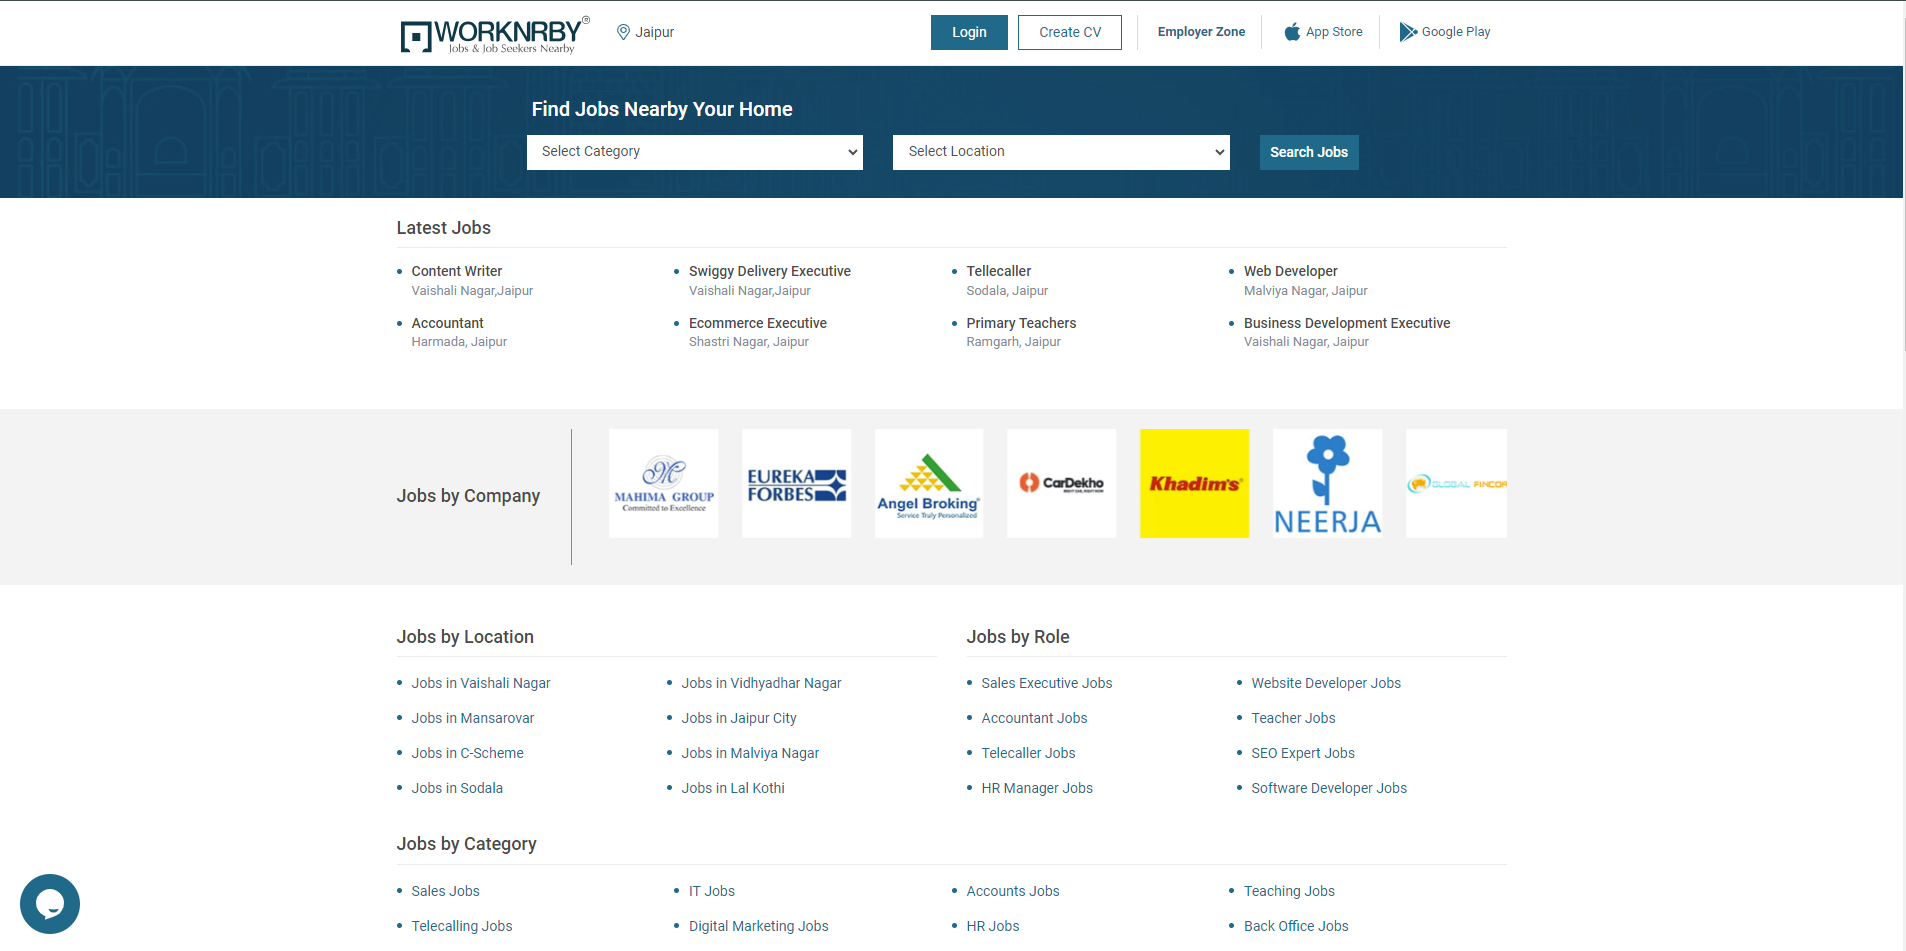 WORKNRBY®
Jobs & Job Seekers Nearby
Jaipur
Login
Create CV
Employer Zone
App Store
Google Play
Find Jobs Nearby Your Home
Select Category
Select Location
Search Jobs
Latest Jobs
Content Writer
Vaishali Nagar,Jaipur
Swiggy Delivery Executive
Vaishali Nagar,Jaipur
Tellecaller
Sodala, Jaipur
Web Developer
Malviya Nagar, Jaipur
Accountant
Harmada, Jaipur
Ecommerce Executive
Shastri Nagar, Jaipur
Primary Teachers
Ramgarh, Jaipur
Business Development Executive
Vaishali Nagar, Jaipur
Jobs by Company
M
MAHIMA GROUP
Committed to Excellence
EUREKA
FORBES
Angel Broking
Service Truly Personalized
CarDekho
RIGHT CAR, RIGHT NOW
Khadim's
NEERJA
GLOBAL FINCOR
Jobs by Location
Jobs in Vaishali Nagar
Jobs in Vidhyadhar Nagar
Jobs in Mansarovar
Jobs in Jaipur City
Jobs in C-Scheme
Jobs in Malviya Nagar
Jobs in Sodala
Jobs in Lal Kothi
Jobs by Role
Sales Executive Jobs
Website Developer Jobs
Accountant Jobs
Teacher Jobs
Telecaller Jobs
SEO Expert Jobs
HR Manager Jobs
Software Developer Jobs
Jobs by Category
Sales Jobs
IT Jobs
Accounts Jobs
Teaching Jobs
Telecalling Jobs
Digital Marketing Jobs
HR Jobs
Back Office Jobs